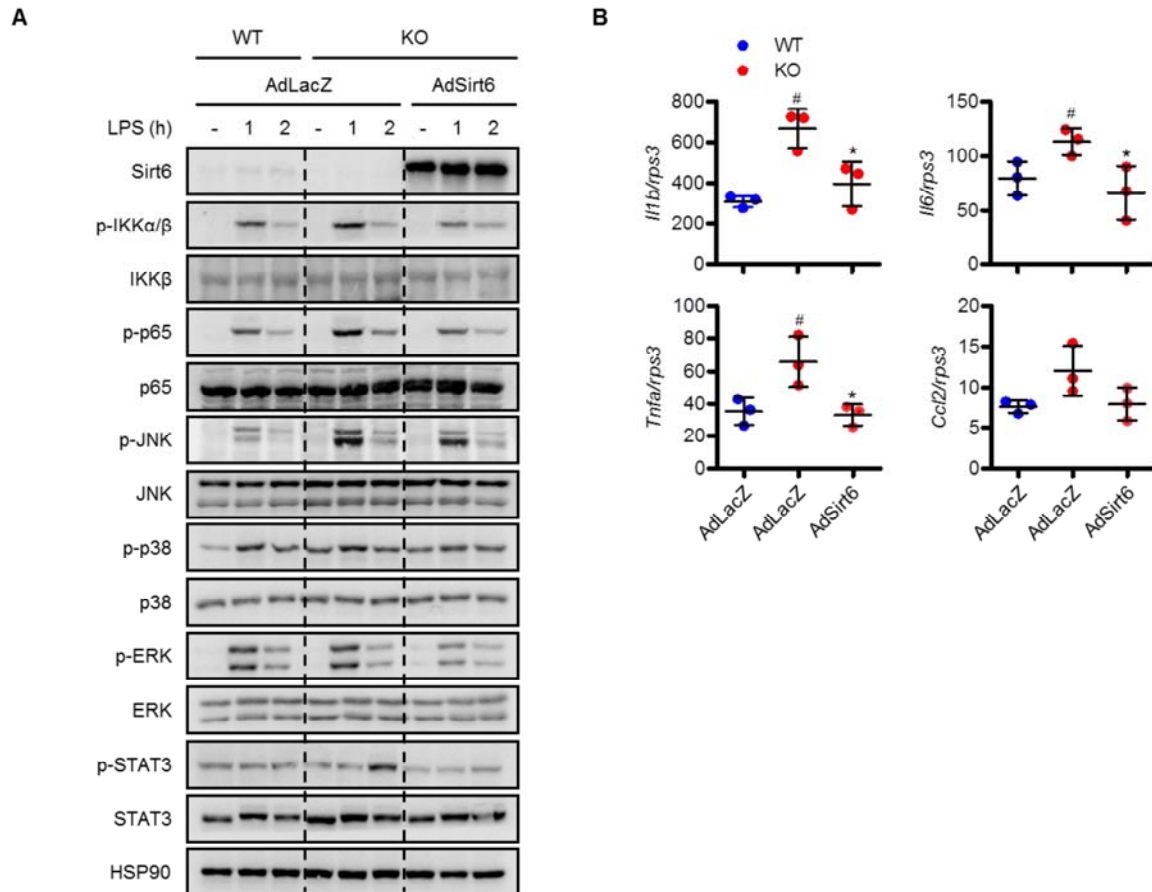 A
WT KO
AdLacZ AdSirt6
LPS (h) - 1 2 - 1 2 - 1 2
Sirt6
p-IKKα/β
IKKβ
p-p65
p65
p-JNK
JNK
p-p38
p38
p-ERK
ERK
p-STAT3
STAT3
HSP90
B
WT
KO
Il1b/rps3
800
600
400
200
0
#
*
Il6/rps3
150
100
50
0
#
*
Tnfa/rps3
80
60
40
20
0
#
*
AdLacZ
AdLacZ
AdSirt6
Ccl2/rps3
20
15
10
5
0
AdLacZ
AdLacZ
AdSirt6